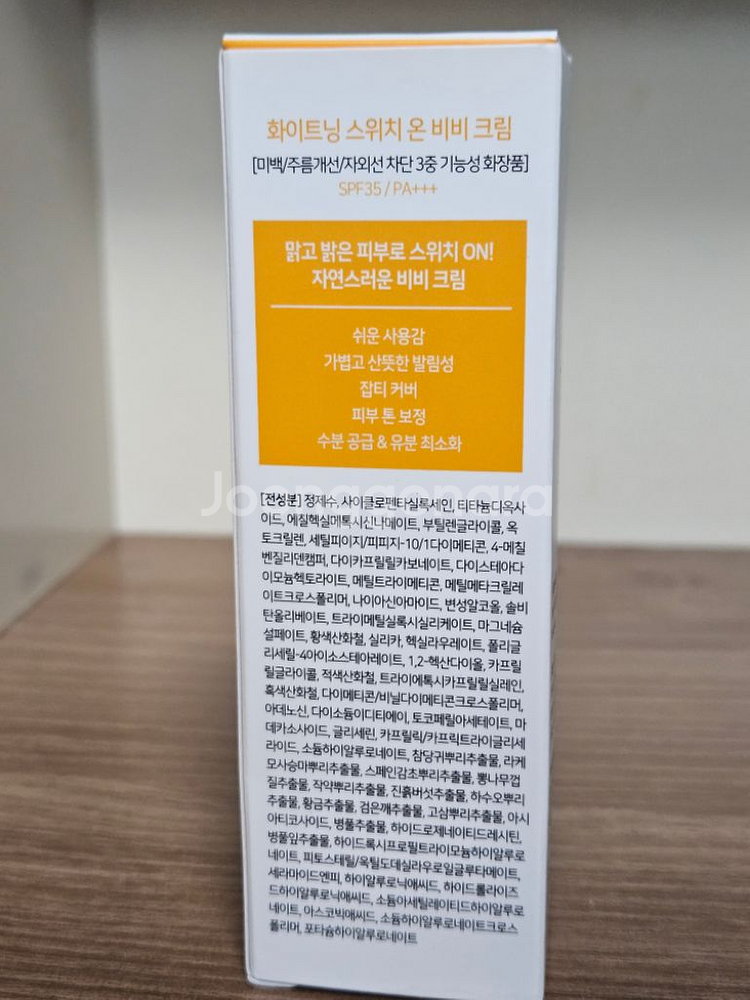 화이트닝 스위치 온 비비 크림
[미백/주름개선/자외선 차단 3중 기능성 화장품]
SPF35 / PA+++
맑고 밝은 피부로 스위치 ON!
자연스러운 비비 크림
쉬운 사용감
가볍고 산뜻한 발림성
잡티 커버
피부 톤 보정
수분 공급 & 유분 최소화
Joonggonara
[전성분] 정제수, 사이클로펜타실록세인, 티타늄디옥사
이드, 에칠헥실메톡시신나메이트, 부틸렌글라이콜, 옥
토크릴렌, 세틸피이지/피피지-10/1다이메티콘, 4-메칠
벤질리덴캠퍼, 다이카프릴릴카보네이트, 다이스테아다
이모늄헥토라이트, 메틸트라이메티콘, 메틸메타크릴레
이트크로스폴리머, 나이아신아마이드, 변성알코올, 솔비
탄올리베이트, 트라이메틸실록시실리케이트, 마그네슘
설페이트, 황색산화철, 실리카, 헥실라우레이트, 폴리글
리세릴-4아이소스테아레이트, 1,2-헥산다이올, 카프릴
릴글라이콜, 적색산화철, 트라이에톡시카프릴릴실레인,
흑색산화철, 다이메티콘/비닐다이메티콘크로스폴리머,
아데노신, 다이소듐이디티에이, 토코페릴아세테이트, 마
데카소사이드, 글리세린, 카프릴릭/카프릭트라이글리세
라이드, 소듐하이알루로네이트, 참당귀뿌리추출물, 라케
모사승마뿌리추출물, 스페인감초뿌리추출물, 뽕나무껍
질추출물, 작약뿌리추출물, 진흙버섯추출물, 하수오뿌리
추출물, 황금추출물, 검은깨추출물, 고삼뿌리추출물, 아시
아티코사이드, 병풀추출물, 하이드로제네이티드레시틴,
병풀잎추출물, 하이드록시프로필트라이모늄하이알루로
네이트, 피토스테릴/옥틸도데실라우로일글루타메이트,
세라마이드엔피, 하이알루로닉애씨드, 하이드롤라이즈
드하이알루로닉애씨드, 소듐아세틸레이티드하이알루로
네이트, 아스코빅애씨드, 소듐하이알루로네이트크로스
폴리머, 포타슘하이알루로네이트